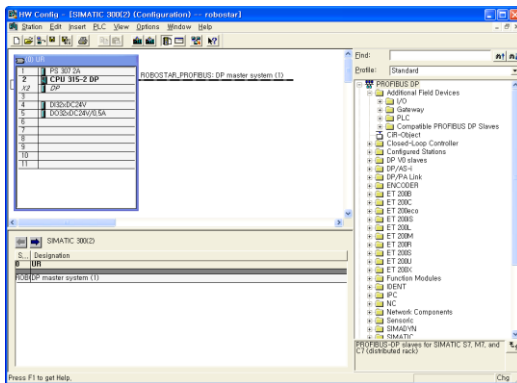 HW Config - [SIMATIC 300(2) (Configuration) -- robostar]
Station Edit Insert PLC View Options Window Help
(0) UR
1 PS 307 2A
2 CPU 315-2 DP
X2 DP
3
4 DI32xDC24V
5 DO32xDC24V/0.5A
6
7
8
9
10
11
ROBOSTAR_PROFIBUS: DP master system (1)
SIMATIC 300(2)
S... Designation
0 UR
ROB DP master system (1)
Press F1 to get Help.
Find:
Profile: Standard
PROFIBUS DP
Additional Field Devices
I/O
Gateway
PLC
Compatible PROFIBUS DP Slaves
CiR-Object
Closed-Loop Controller
Configured Stations
DP V0 slaves
DP/AS-i
DP/PA Link
ENCODER
ET 200B
ET 200C
ET 200eco
ET 200iS
ET 200L
ET 200M
ET 200R
ET 200S
ET 200U
ET 200X
Function Modules
IDENT
IPC
NC
Network Components
Sensoric
SIMADYN
SIMATIC
PROFIBUS-DP slaves for SIMATIC S7, M7, and
C7 (distributed rack)
Chg